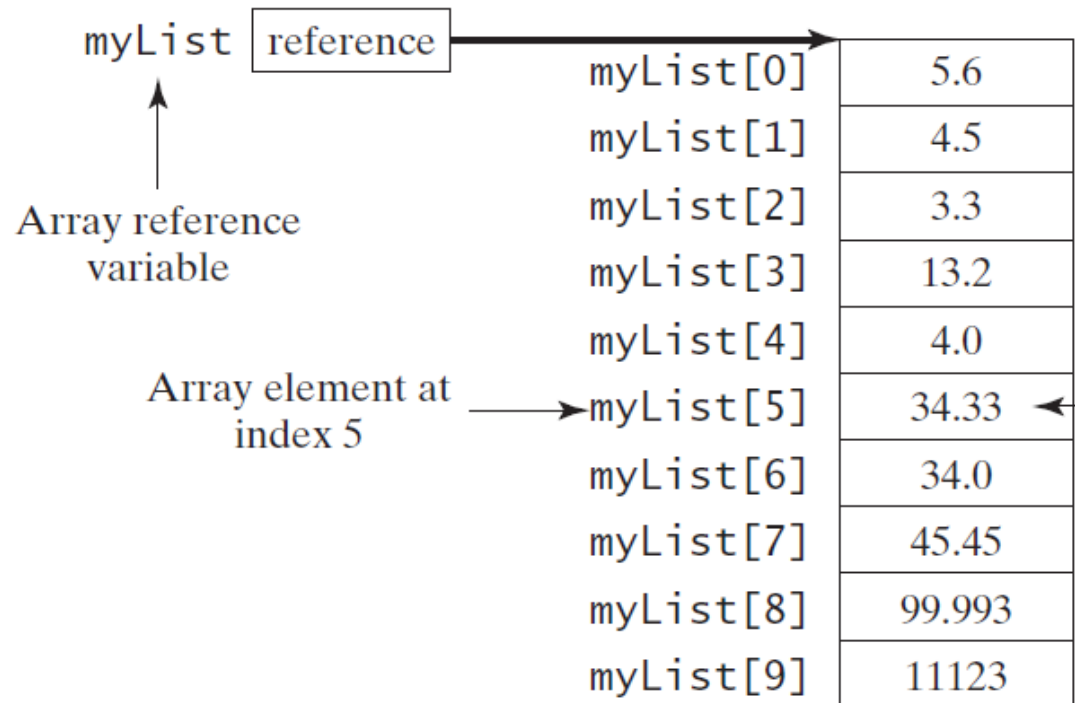 myList reference
myList[0] 5.6
myList[1] 4.5
Array reference
variable
myList[2] 3.3
myList[3] 13.2
myList[4] 4.0
Array element at
index 5
myList[5] 34.33
myList[6] 34.0
myList[7] 45.45
myList[8] 99.993
myList[9] 11123